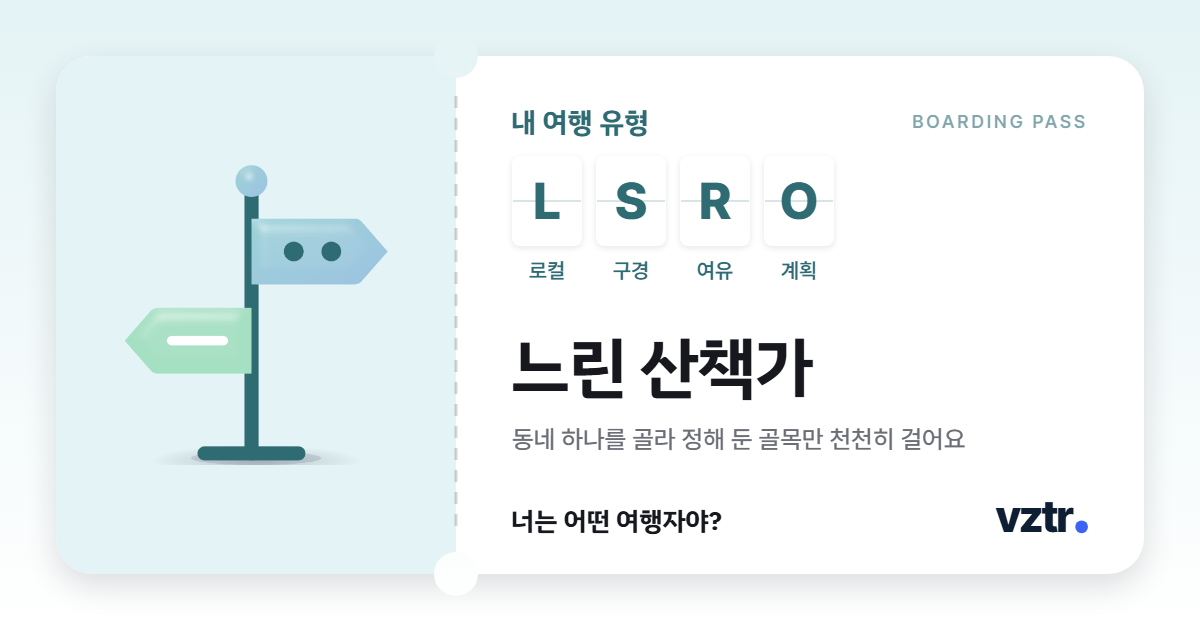 내 여행 유형
BOARDING PASS
L S R O
로컬 구경 여유 계획
느린 산책가
동네 하나를 골라 정해 둔 골목만 천천히 걸어요
너는 어떤 여행자야?
vztr.